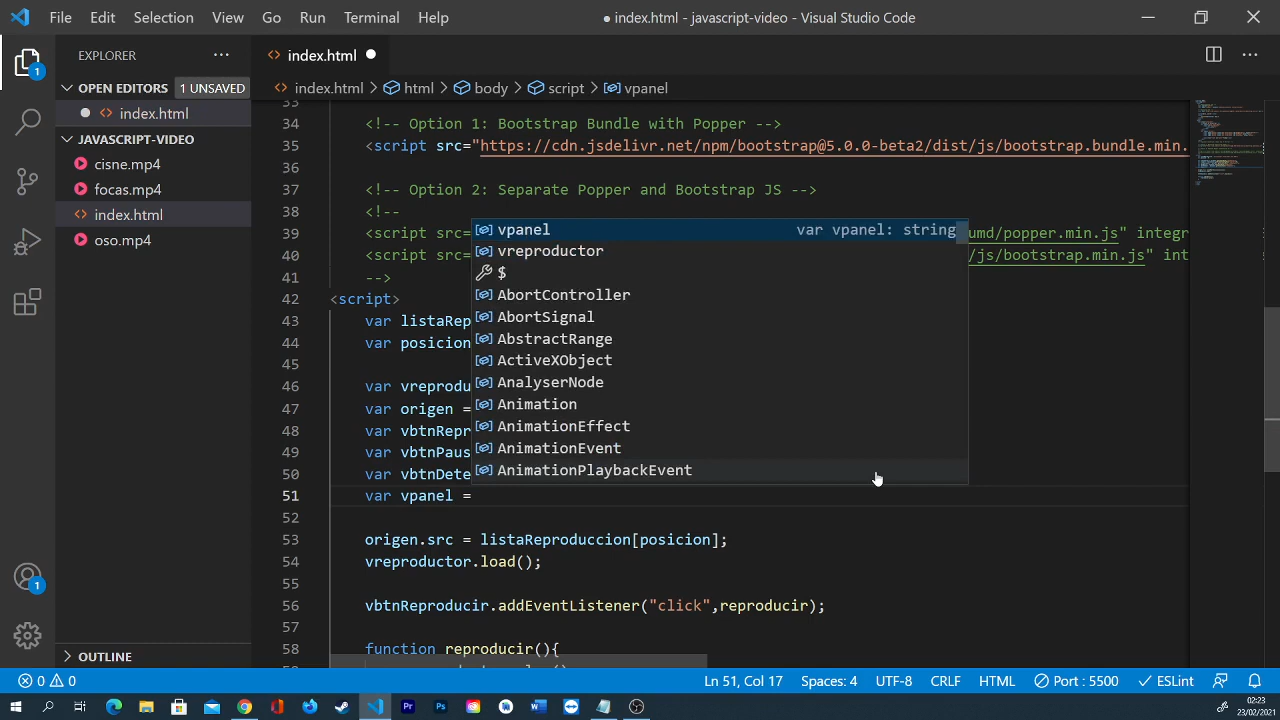 File Edit Selection View Go Run Terminal Help ● index.html - javascript-video - Visual Studio Code
EXPLORER ··· <> index.html ●
OPEN EDITORS 1 UNSAVED <> index.html > html > body > script > vpanel
● <> index.html
JAVASCRIPT-VIDEO
cisne.mp4
focas.mp4
<> index.html
oso.mp4
OUTLINE
1
1
33
34 <!-- Option 1: Bootstrap Bundle with Popper -->
35 <script src="https://cdn.jsdelivr.net/npm/bootstrap@5.0.0-beta2/dist/js/bootstrap.bundle.min.
36
37 <!-- Option 2: Separate Popper and Bootstrap JS -->
38 <!--
39 <script src= umd/popper.min.js" integr
40 <script src= /js/bootstrap.min.js" int
41 -->
42 <script>
43 var listaRep
44 var posicion
45
46 var vreprodu
47 var origen =
48 var vbtnRepr
49 var vbtnPaus
50 var vbtnDete
51 var vpanel =
52
53 origen.src = listaReproduccion[posicion];
54 vreproductor.load();
55
56 vbtnReproducir.addEventListener("click",reproducir);
57
58 function reproducir(){
vpanel var vpanel: string
vreproductor
$
AbortController
AbortSignal
AbstractRange
ActiveXObject
AnalyserNode
Animation
AnimationEffect
AnimationEvent
AnimationPlaybackEvent
0 0 Ln 51, Col 17 Spaces: 4 UTF-8 CRLF HTML Port : 5500 ESLint
02:23
23/02/2021